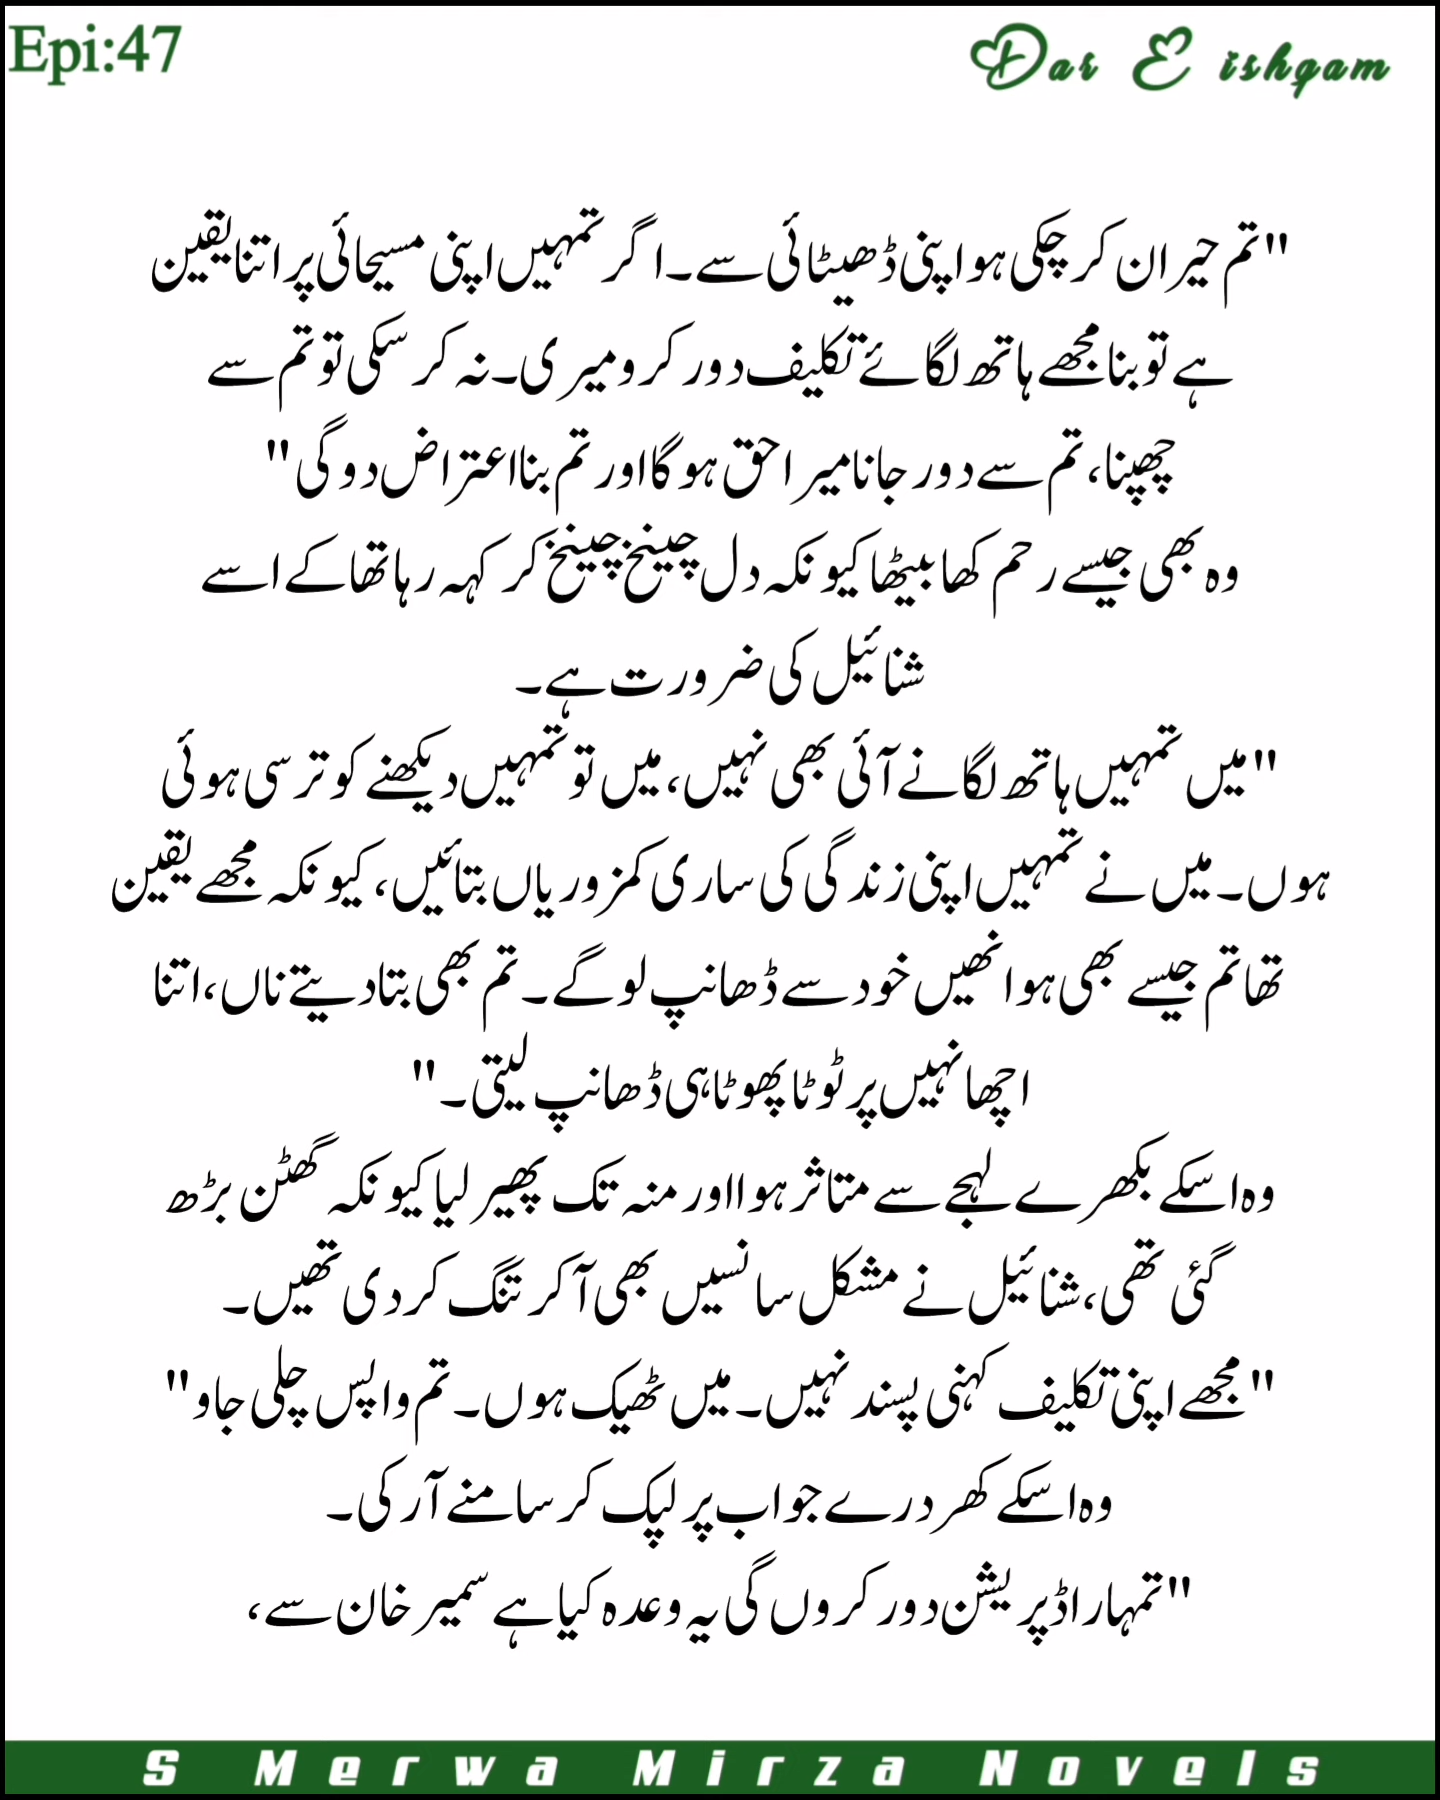 Epi:47
Dar E ishqam
"تم حیران کر چکی ہو اپنی ڈھیٹائی سے۔ اگر تمہیں اپنی مسیحائی پر اتنا یقین
ہے تو بنا مجھے ہاتھ لگائے تکلیف دور کرو میری۔ نہ کر سکی تو تم سے
چھپنا، تم سے دور جانا میرا حق ہوگا اور تم بنا اعتراض دو گی"
وہ بھی جیسے رحم کھا بیٹھا کیونکہ دل چینخ چینخ کر کہہ رہا تھا کے اسے
شنائیل کی ضرورت ہے۔
"میں تمہیں ہاتھ لگانے آئی بھی نہیں، میں تو تمہیں دیکھنے کو ترسی ہوئی
ہوں۔ میں نے تمہیں اپنی زندگی کی ساری کمزوریاں بتائیں، کیونکہ مجھے یقین
تھا تم جیسے بھی ہو انھیں خود سے ڈھانپ لو گے۔ تم بھی بتا دیتے ناں، اتنا
اچھا نہیں پر ٹوٹا پھوٹا ہی ڈھانپ لیتی۔"
وہ اسکے بکھرے لہجے سے متاثر ہوا اور منہ تک پھیر لیا کیونکہ گھٹن بڑھ
گئی تھی، شنائیل نے مشکل سانسیں بھی آکر تنگ کر دی تھیں۔
"مجھے اپنی تکلیف کہنی پسند نہیں۔ میں ٹھیک ہوں۔ تم واپس چلی جاو"
وہ اسکے کھردرے جواب پر لپک کر سامنے آرکی۔
"تمہارا ڈپریشن دور کروں گی یہ وعدہ کیا ہے سمیر خان سے،
S Merwa Mirza Novels